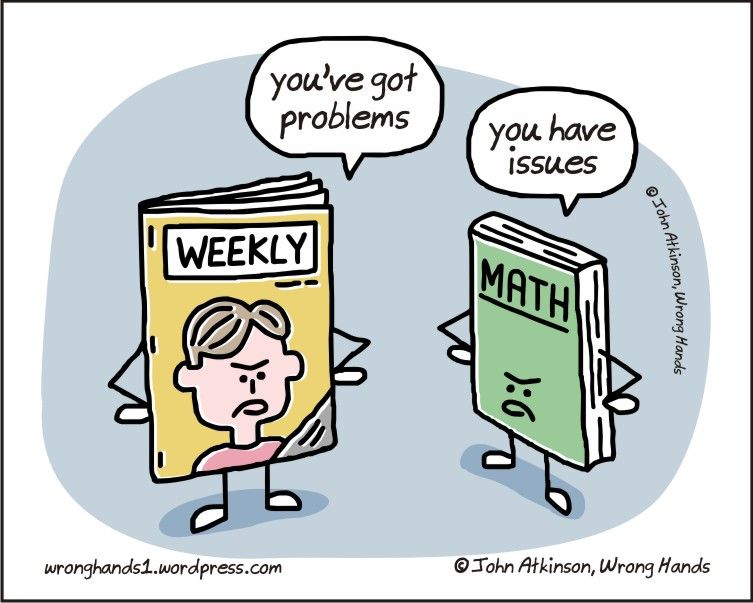 you've got
problems
you have
issues
WEEKLY
MATH
© John Atkinson, Wrong Hands
wronghands1.wordpress.com
© John Atkinson, Wrong Hands